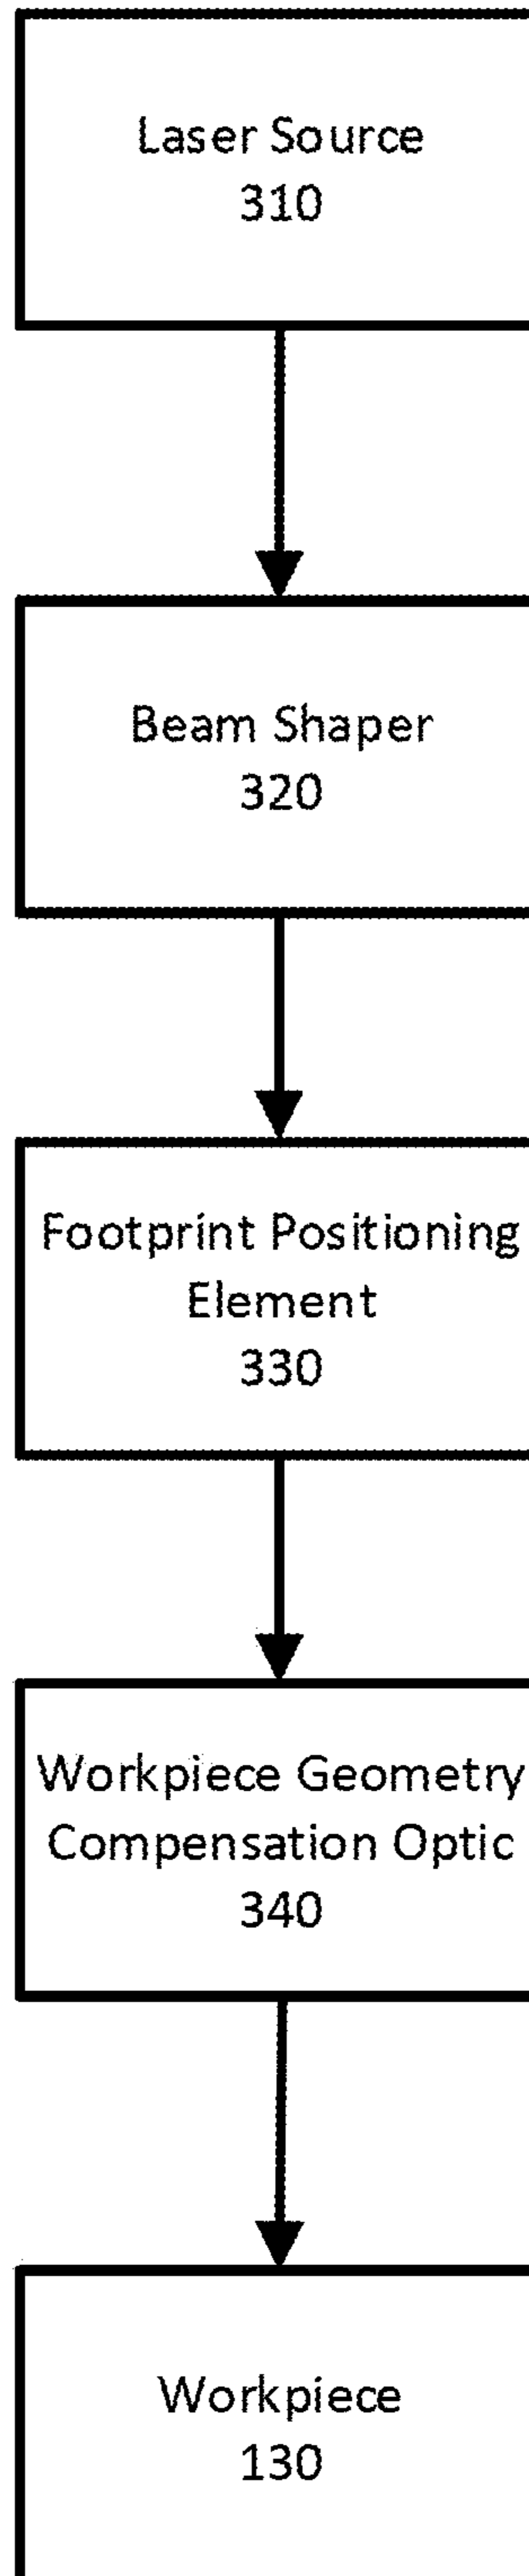 Laser Source
310
Beam Shaper
320
Footprint Positioning
Element
330
Workpiece Geometry
Compensation Optic
340
Workpiece
130